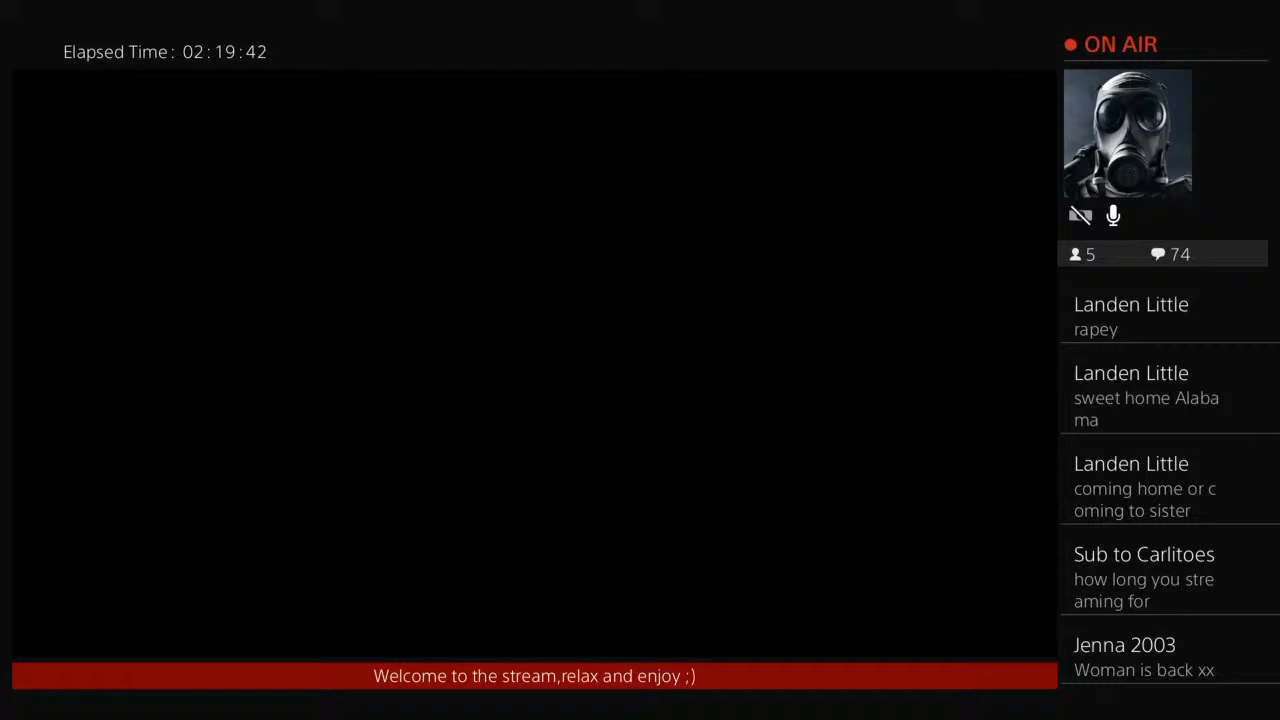 Elapsed Time: 02:19:42
ON AIR
5 74
Landen Little
rapey
Landen Little
sweet home Alaba
ma
Landen Little
coming home or c
oming to sister
Sub to Carlitoes
how long you stre
aming for
Jenna 2003
Woman is back xx
Welcome to the stream,relax and enjoy ;)